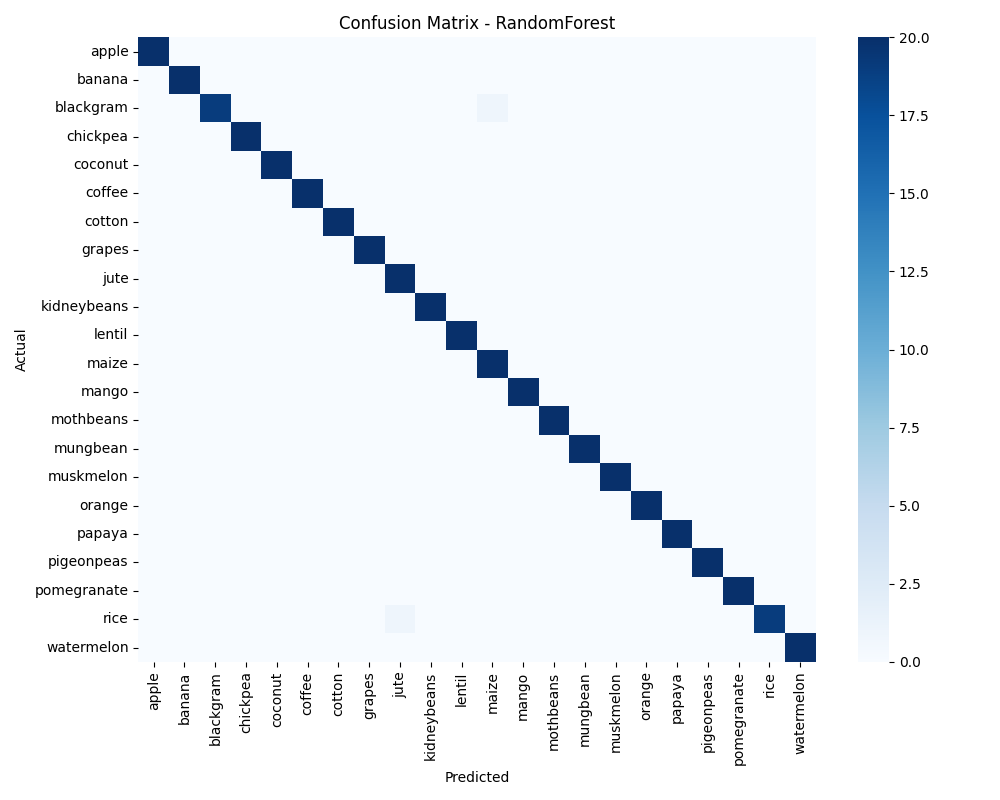 Confusion Matrix - RandomForest
Actual
apple
banana
blackgram
chickpea
coconut
coffee
cotton
grapes
jute
kidneybeans
lentil
maize
mango
mothbeans
mungbean
muskmelon
orange
papaya
pigeonpeas
pomegranate
rice
watermelon
apple
banana
blackgram
chickpea
coconut
coffee
cotton
grapes
jute
kidneybeans
lentil
maize
mango
mothbeans
mungbean
muskmelon
orange
papaya
pigeonpeas
pomegranate
rice
watermelon
Predicted
20.0
17.5
15.0
12.5
10.0
7.5
5.0
2.5
0.0